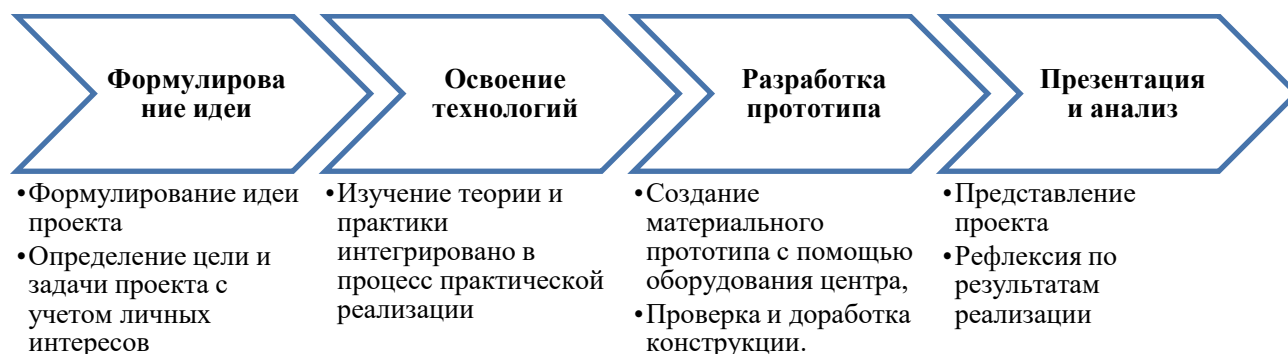 Формулирова
ние идеи
•Формулирование идеи
проекта
•Определение цели и
задачи проекта с
учетом личных
интересов
Освоение
технологий
•Изучение теории и
практики
интегрировано в
процесс практической
реализации
Разработка
прототипа
•Создание
материального
прототипа с помощью
оборудования центра,
•Проверка и доработка
конструкции.
Презентация
и анализ
•Представление
проекта
•Рефлексия по
результатам
реализации